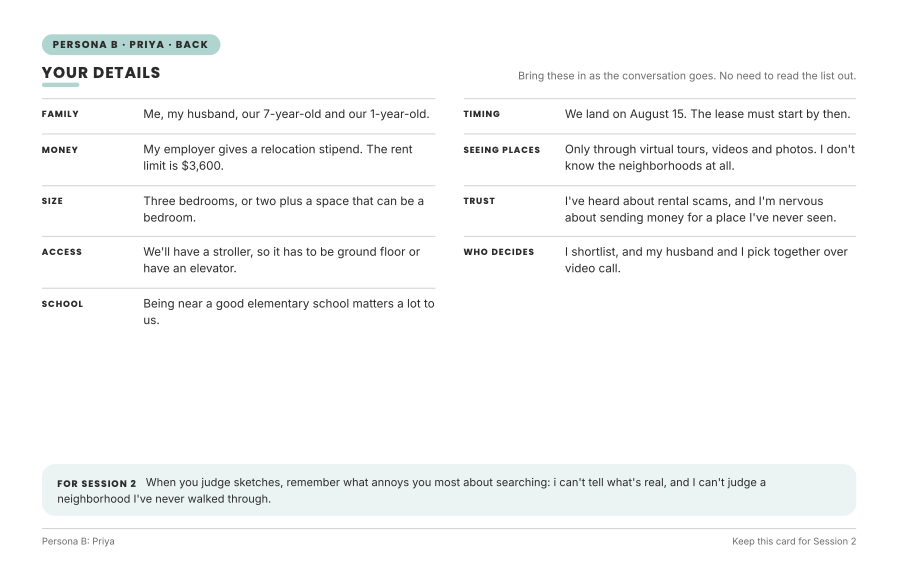 PERSONA B · PRIYA · BACK
YOUR DETAILS
Bring these in as the conversation goes. No need to read the list out.
FAMILY
Me, my husband, our 7-year-old and our 1-year-old.
MONEY
My employer gives a relocation stipend. The rent
limit is $3,600.
SIZE
Three bedrooms, or two plus a space that can be a
bedroom.
ACCESS
We'll have a stroller, so it has to be ground floor or
have an elevator.
SCHOOL
Being near a good elementary school matters a lot to
us.
TIMING
We land on August 15. The lease must start by then.
SEEING PLACES
Only through virtual tours, videos and photos. I don't
know the neighborhoods at all.
TRUST
I've heard about rental scams, and I'm nervous
about sending money for a place I've never seen.
WHO DECIDES
I shortlist, and my husband and I pick together over
video call.
FOR SESSION 2 When you judge sketches, remember what annoys you most about searching: i can't tell what's real, and I can't judge a
neighborhood I've never walked through.
Persona B: Priya
Keep this card for Session 2